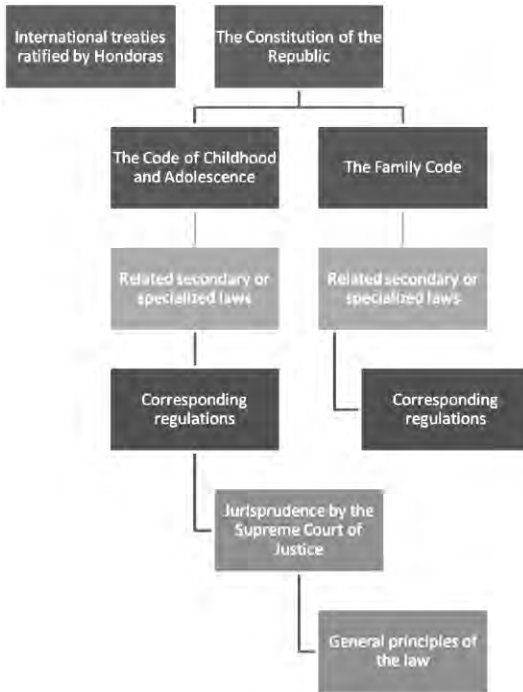 International treaties
ratified by Hondoras
The Constitution of the
Republic
The Code of Childhood
and Adolescence
The Family Code
Related secondary or
specialized laws
Related secondary or
specialized laws
Corresponding
regulations
Corresponding
regulations
Jurisprudence by the
Supreme Court of
Justice
General principles of
the law